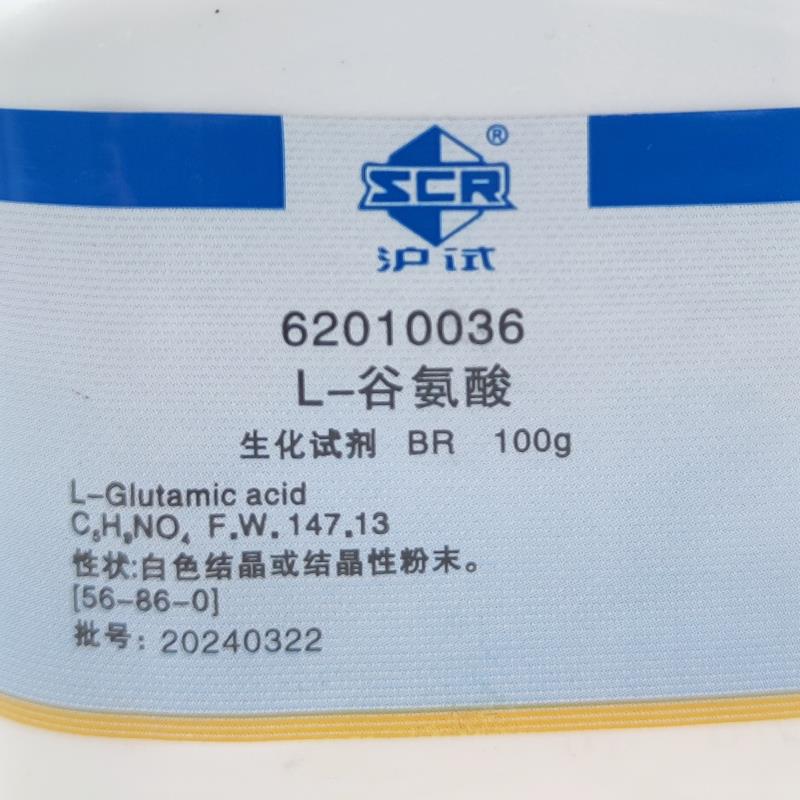 SCR®
沪试
62010036
L-谷氨酸
生化试剂 BR 100g
L-Glutamic acid
C₅H₉NO₄ F.W.147.13
性状:白色结晶或结晶性粉末。
[56-86-0]
批号: 20240322